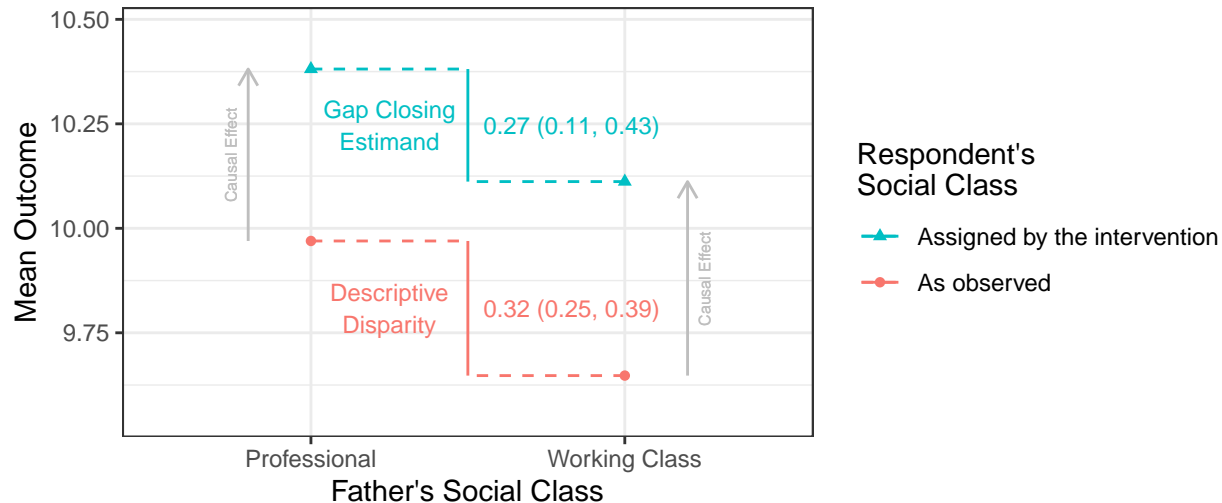 10.50
10.25
10.00
9.75
Mean Outcome
Causal Effect
Gap Closing
Estimand
0.27 (0.11, 0.43)
Descriptive
Disparity
0.32 (0.25, 0.39)
Causal Effect
Professional
Working Class
Father's Social Class
Respondent's
Social Class
Assigned by the intervention
As observed